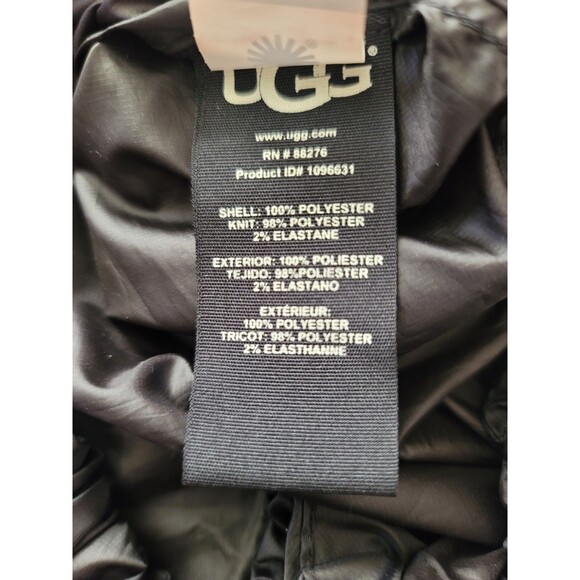 UGG®
www.ugg.com
RN # 88276
Product ID# 1096631
SHELL: 100% POLYESTER
KNIT: 98% POLYESTER
2% ELASTANE
EXTERIOR: 100% POLIESTER
TEJIDO: 98%POLIESTER
2% ELASTANO
EXTÉRIEUR:
100% POLYESTER
TRICOT: 98% POLYESTER
2% ELASTHANNE